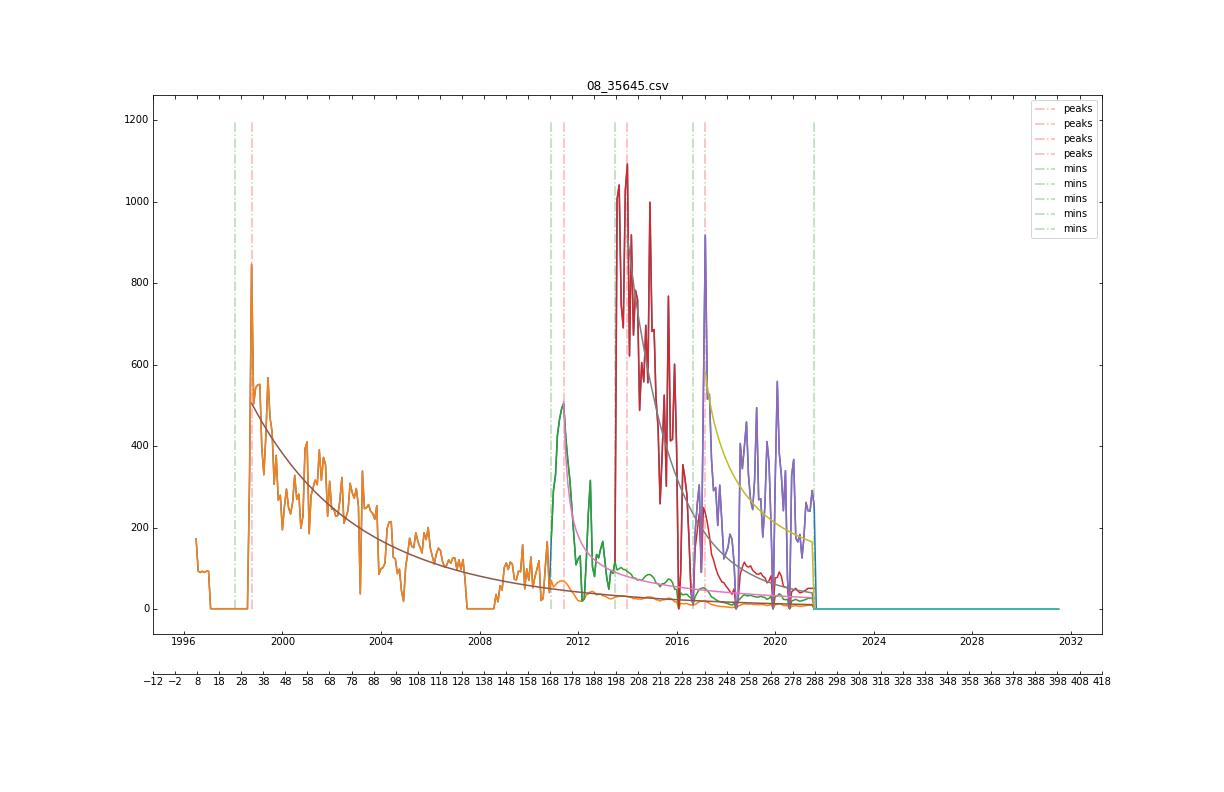 08_35645.csv
1200
1000
800
600
400
200
0
peaks
peaks
peaks
peaks
mins
mins
mins
mins
mins
1996 2000 2004 2008 2012 2016 2020 2024 2028 2032
−12 −2 8 18 28 38 48 58 68 78 88 98 108 118 128 138 148 158 168 178 188 198 208 218 228 238 248 258 268 278 288 298 308 318 328 338 348 358 368 378 388 398 408 418